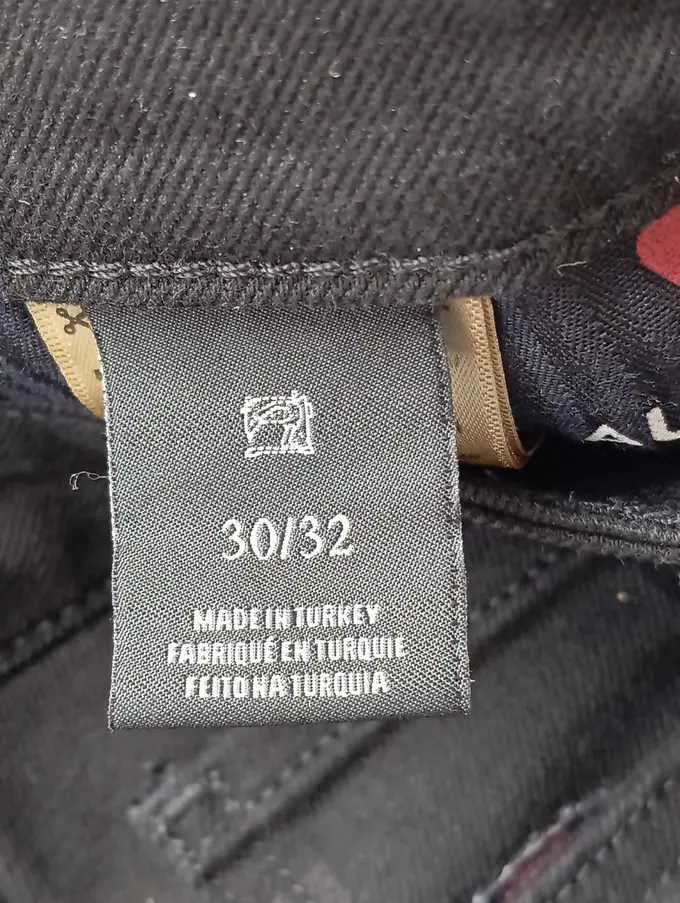 30/32
MADE IN TURKEY
FABRIQUÉ EN TURQUIE
FEITO NA TURQUIA